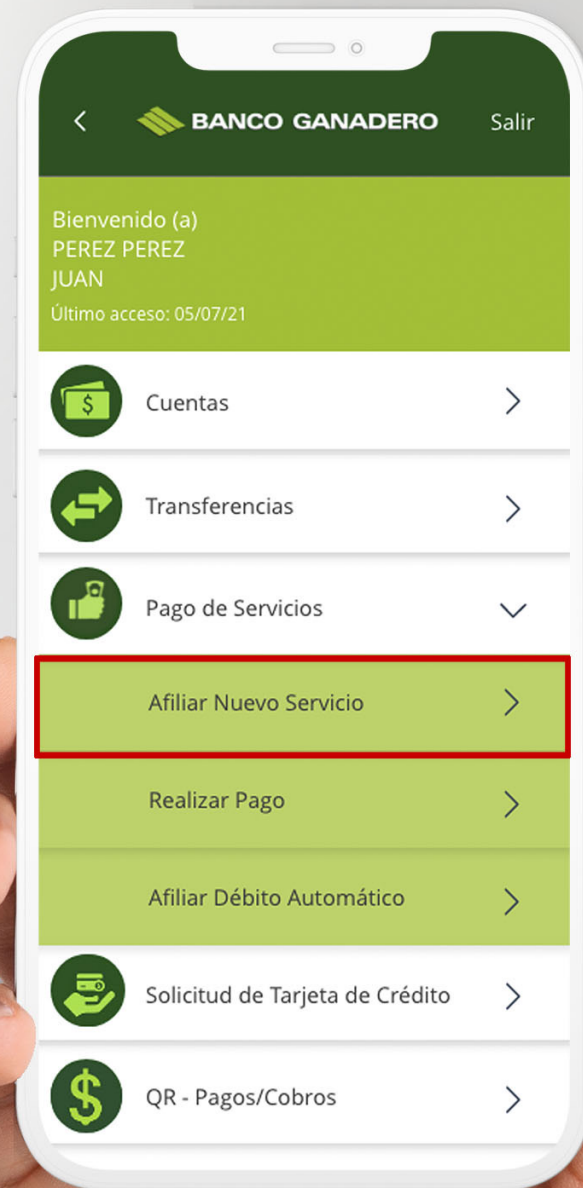 BANCO GANADERO
Salir
Bienvenido (a)
PEREZ PEREZ
JUAN
Último acceso: 05/07/21
$
Cuentas
Transferencias
Pago de Servicios
Afiliar Nuevo Servicio
Realizar Pago
Afiliar Débito Automático
Solicitud de Tarjeta de Crédito
$
QR - Pagos/Cobros